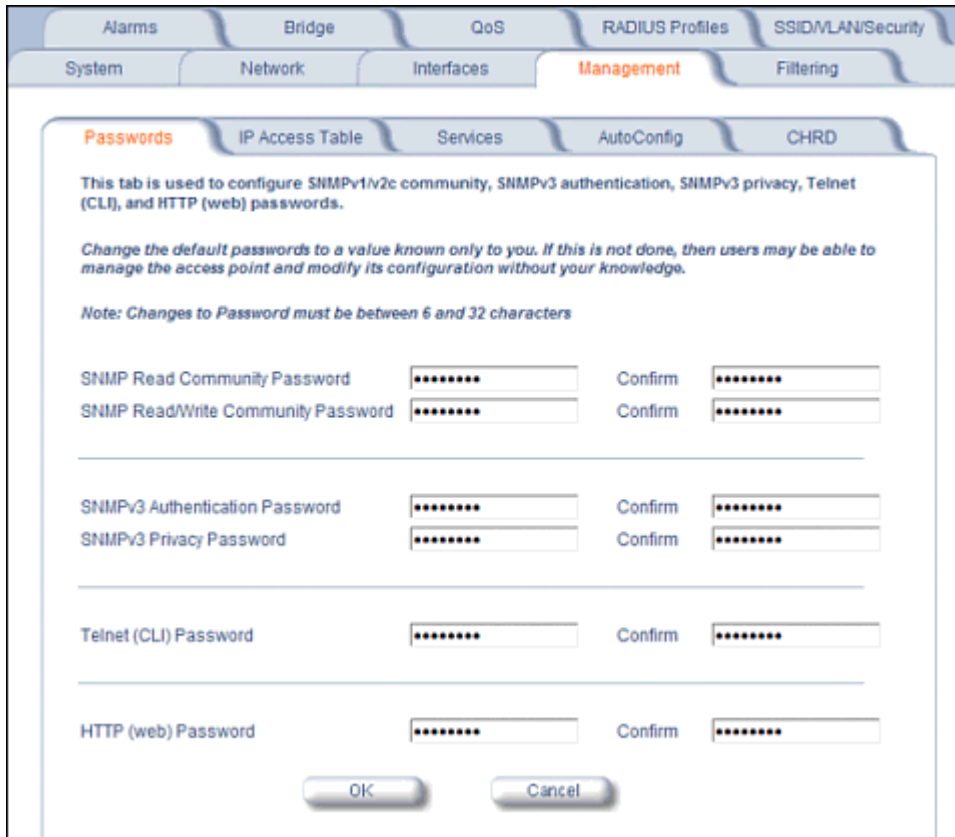 Alarms Bridge QoS RADIUS Profiles SSID/VLAN/Security
System Network Interfaces Management Filtering
Passwords IP Access Table Services AutoConfig CHRD
This tab is used to configure SNMPv1/v2c community, SNMPv3 authentication, SNMPv3 privacy, Telnet
(CLI), and HTTP (web) passwords.
Change the default passwords to a value known only to you. If this is not done, then users may be able to
manage the access point and modify its configuration without your knowledge.
Note: Changes to Password must be between 6 and 32 characters
SNMP Read Community Password •••••••• Confirm ••••••••
SNMP Read/Write Community Password •••••••• Confirm ••••••••
SNMPv3 Authentication Password •••••••• Confirm ••••••••
SNMPv3 Privacy Password •••••••• Confirm ••••••••
Telnet (CLI) Password •••••••• Confirm ••••••••
HTTP (web) Password •••••••• Confirm ••••••••
OK Cancel